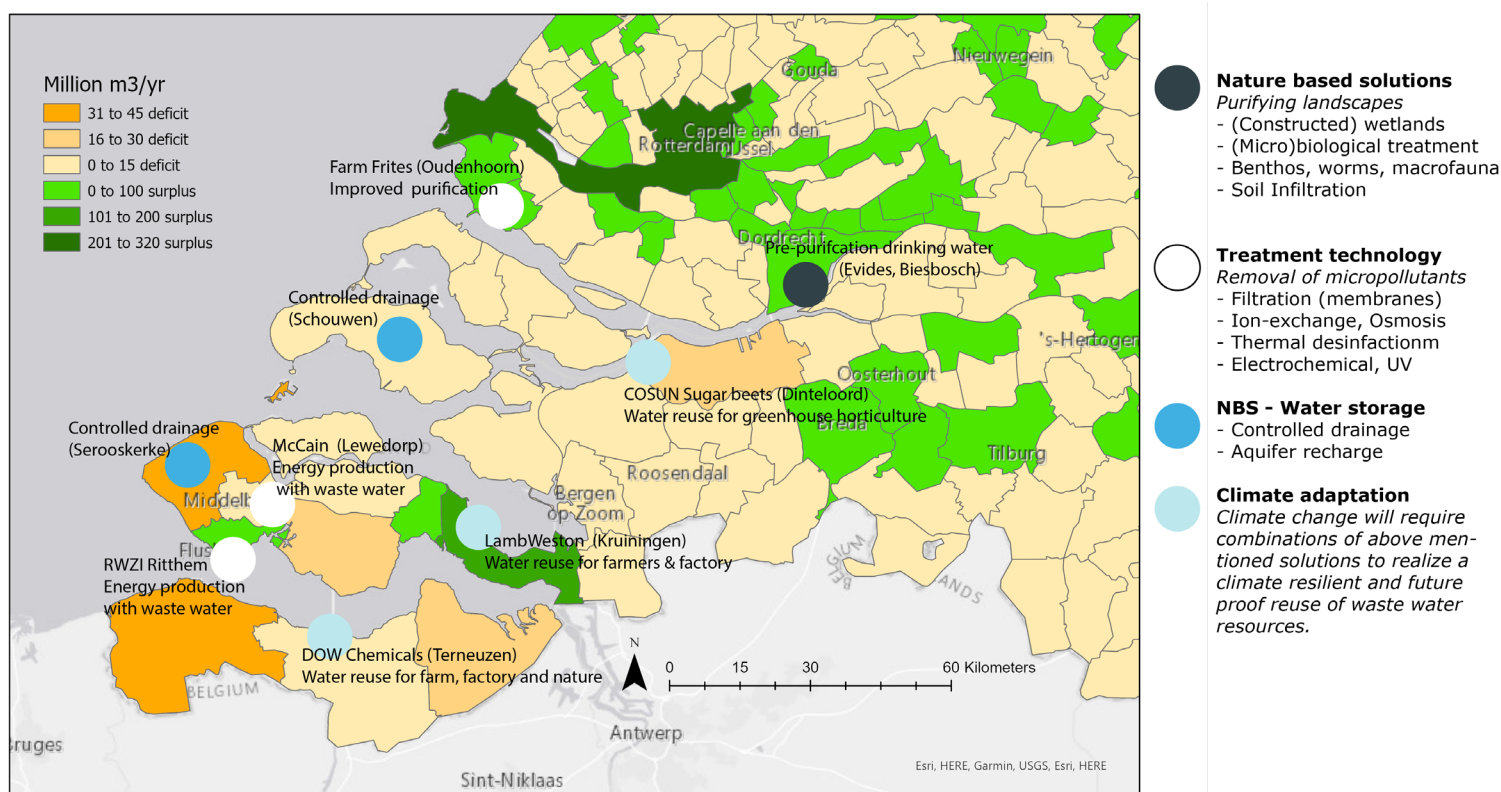 Million m3/yr
31 to 45 deficit
16 to 30 deficit
0 to 15 deficit
0 to 100 surplus
101 to 200 surplus
201 to 320 surplus
Nieuwegein
Gouda
Capelle aan den
Rotterdam IJssel
Farm Frites (Oudenhoorn)
Improved purification
Dordrecht
Pre-purifcation drinking water
(Evides, Biesbosch)
Controlled drainage
(Schouwen)
's-Hertogen
Oosterhout
COSUN Sugar beets (Dinteloord)
Water reuse for greenhouse horticulture
Breda
Tilburg
Controlled drainage
(Serooskerke)
McCain (Lewedorp)
Energy production
with waste water
Roosendaal
Middelb
Bergen
op Zoom
Flus
LambWeston (Kruiningen)
Water reuse for farmers & factory
RWZI Ritthem
Energy production
with waste water
BELGIUM
ANDS
DOW Chemicals (Terneuzen)
Water reuse for farm, factory and nature
BELGIUM
N
0 15 30 60 Kilometers
Bruges
Antwerp
Sint-Niklaas
Esri, HERE, Garmin, USGS, Esri, HERE
Nature based solutions
Purifying landscapes
- (Constructed) wetlands
- (Micro)biological treatment
- Benthos, worms, macrofauna
- Soil Infiltration
Treatment technology
Removal of micropollutants
- Filtration (membranes)
- Ion-exchange, Osmosis
- Thermal desinfactionm
- Electrochemical, UV
NBS - Water storage
- Controlled drainage
- Aquifer recharge
Climate adaptation
Climate change will require
combinations of above men-
tioned solutions to realize a
climate resilient and future
proof reuse of waste water
resources.